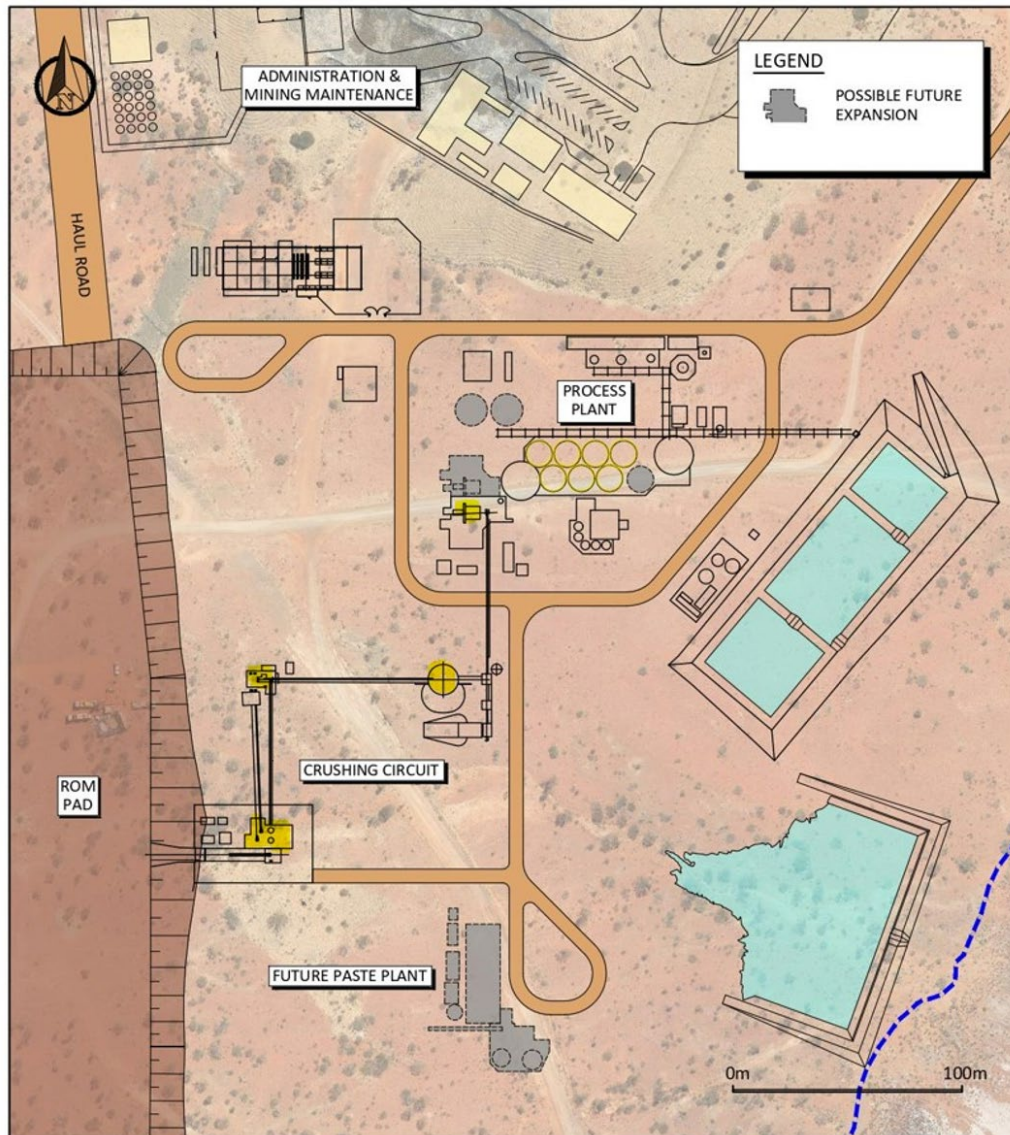 ADMINISTRATION &
MINING MAINTENANCE
LEGEND
POSSIBLE FUTURE
EXPANSION
N
HAUL ROAD
PROCESS
PLANT
ROM
PAD
CRUSHING CIRCUIT
FUTURE PASTE PLANT
0m
100m